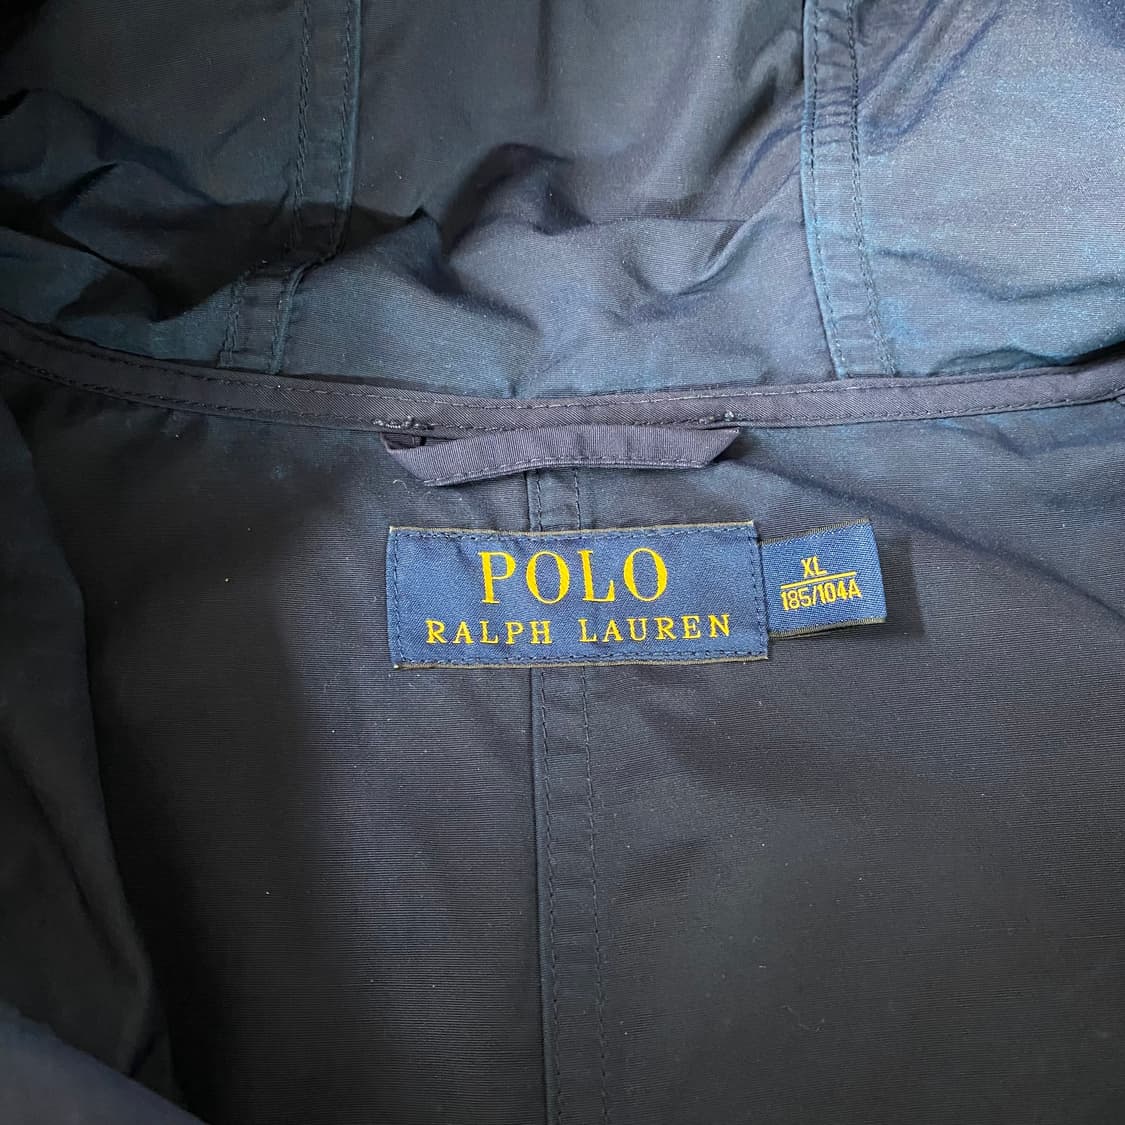 POLO
RALPH LAUREN
XL
185/104A